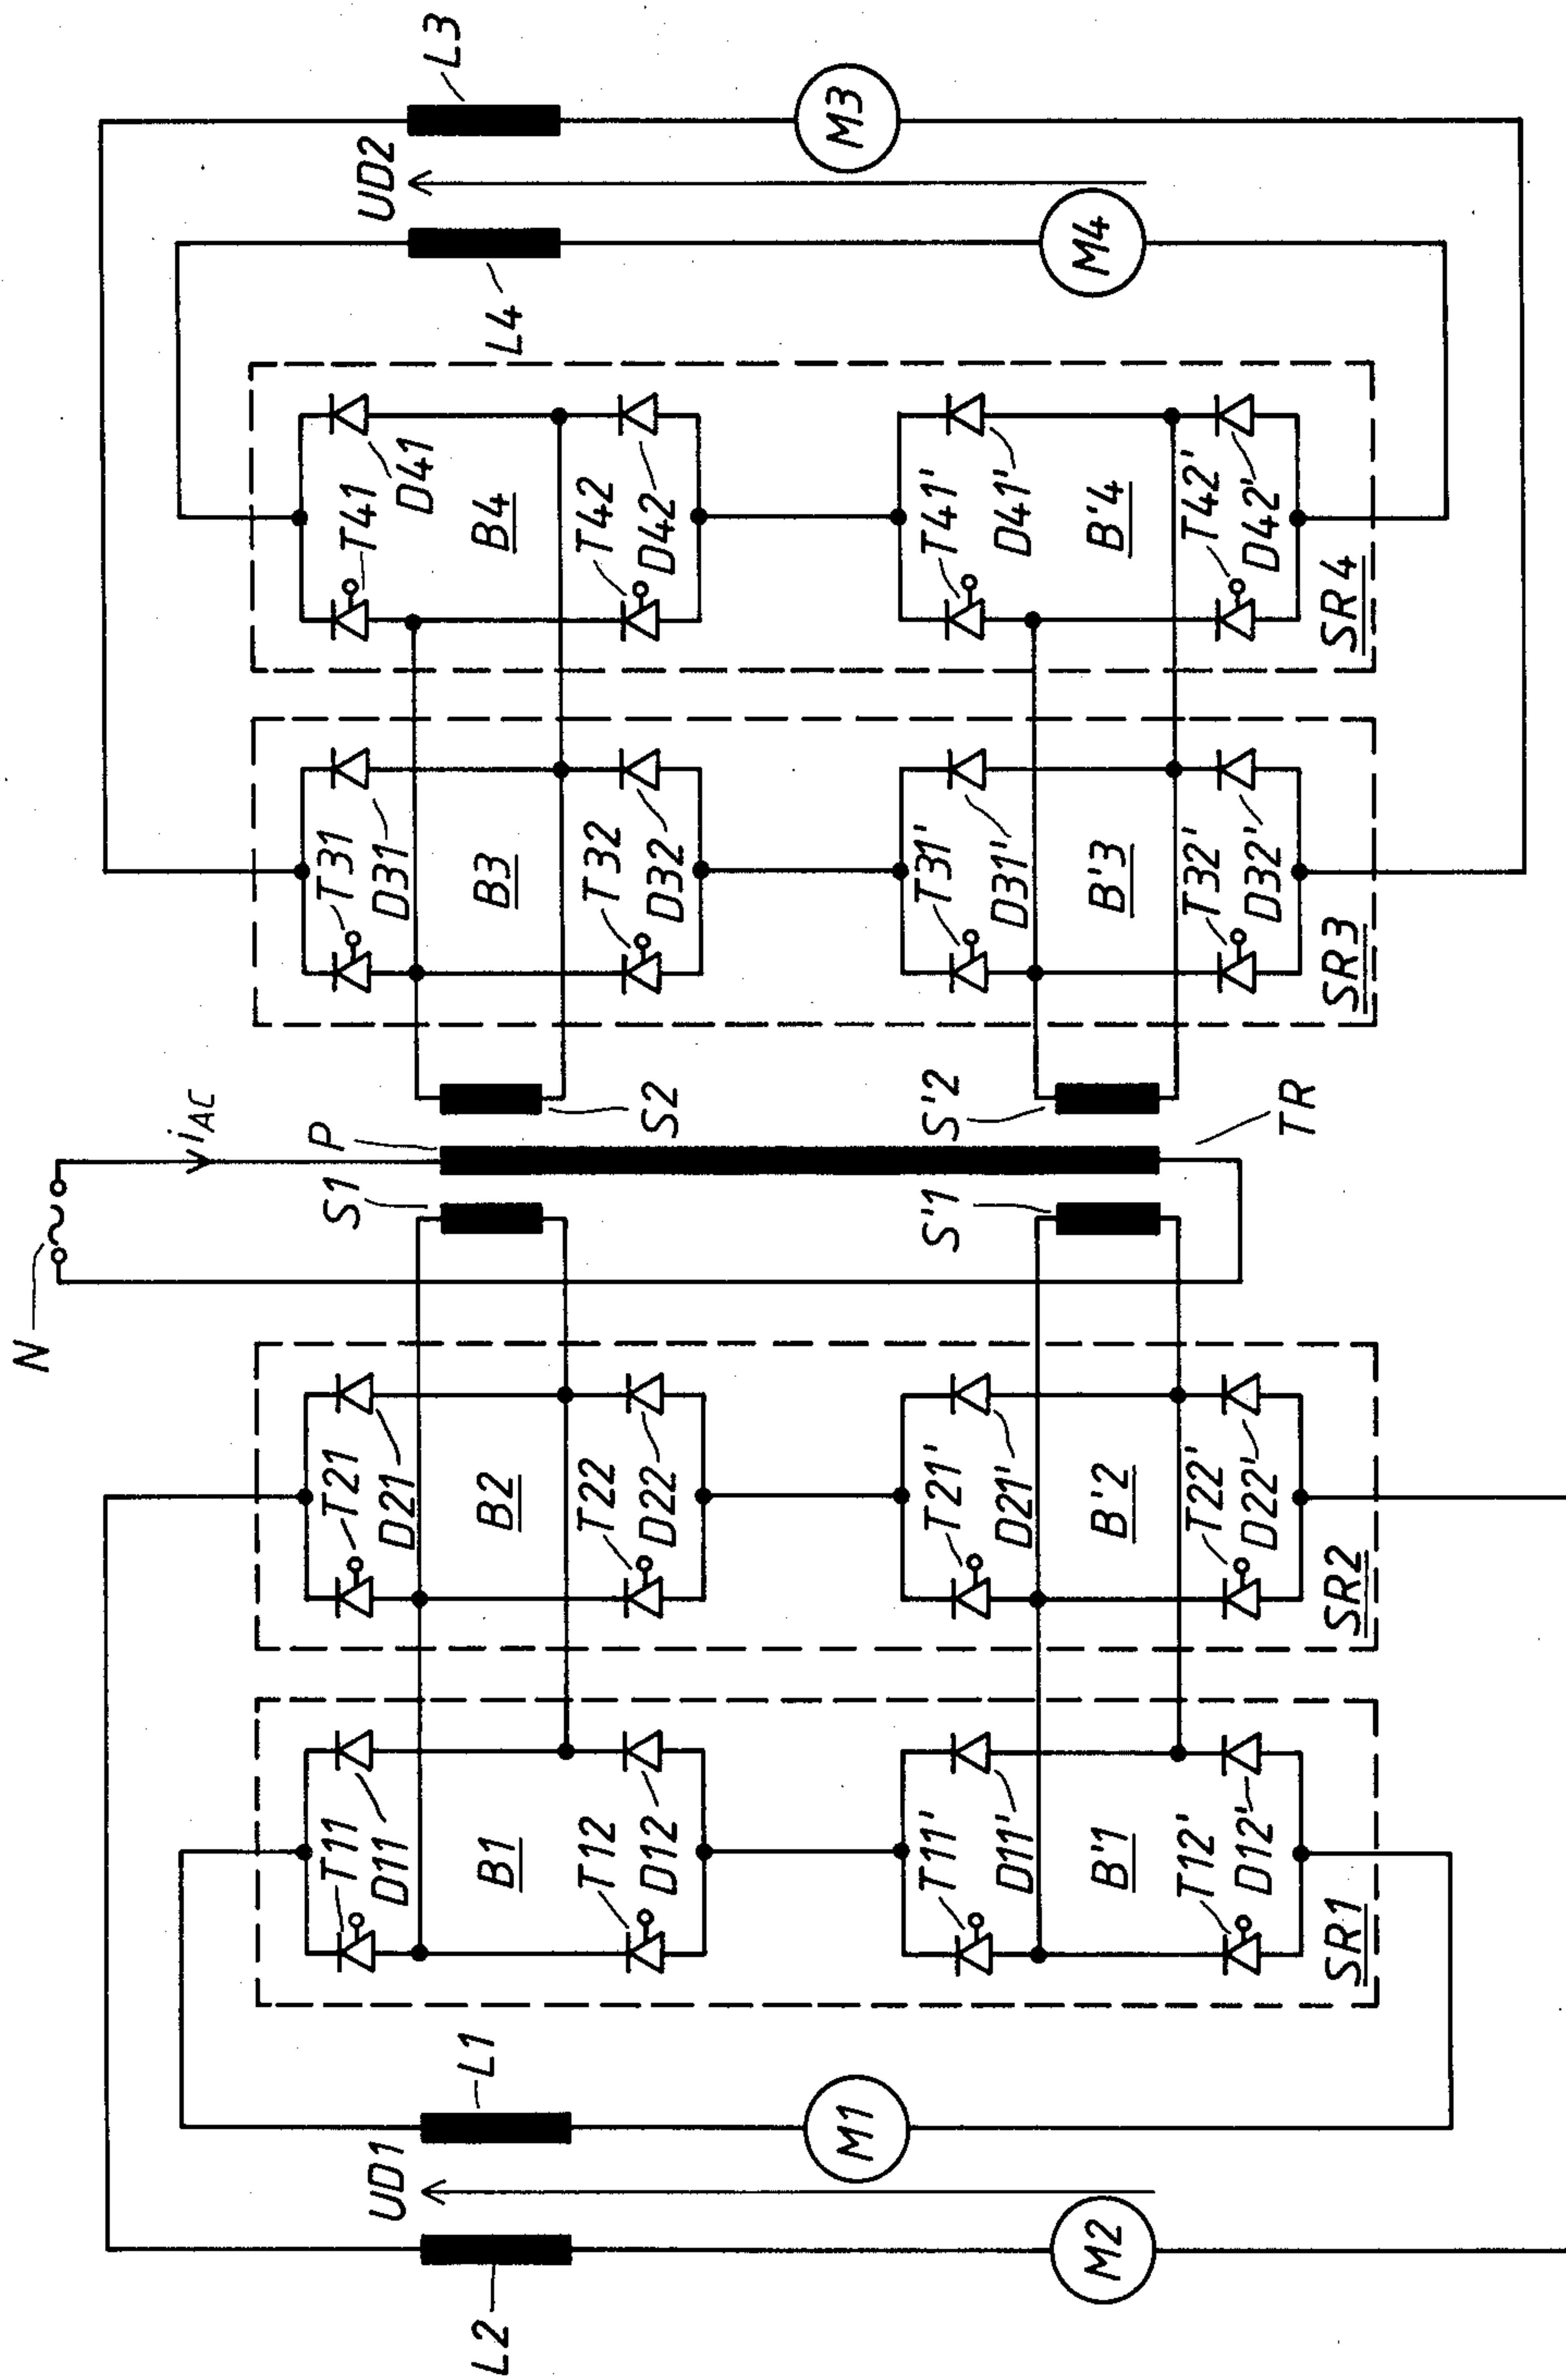 N
iAC
P
S1
T11 T21 T31 T41
UD1 UD2
D11 D21 D31 D41
L3
L1
L2 B1 B2 B3 B4 L4
T12 T22 T32 T42
D12 D22 S2 D32 D42
M1 M3
T11' T21' S'1 S'2 T31' T41'
D11' D21' D31' D41'
M2 B'1 B'2 B'3 B'4 M4
T12' T22' T32' T42'
D12' D22' D32' D42'
TR
SR1 SR2 SR3 SR4